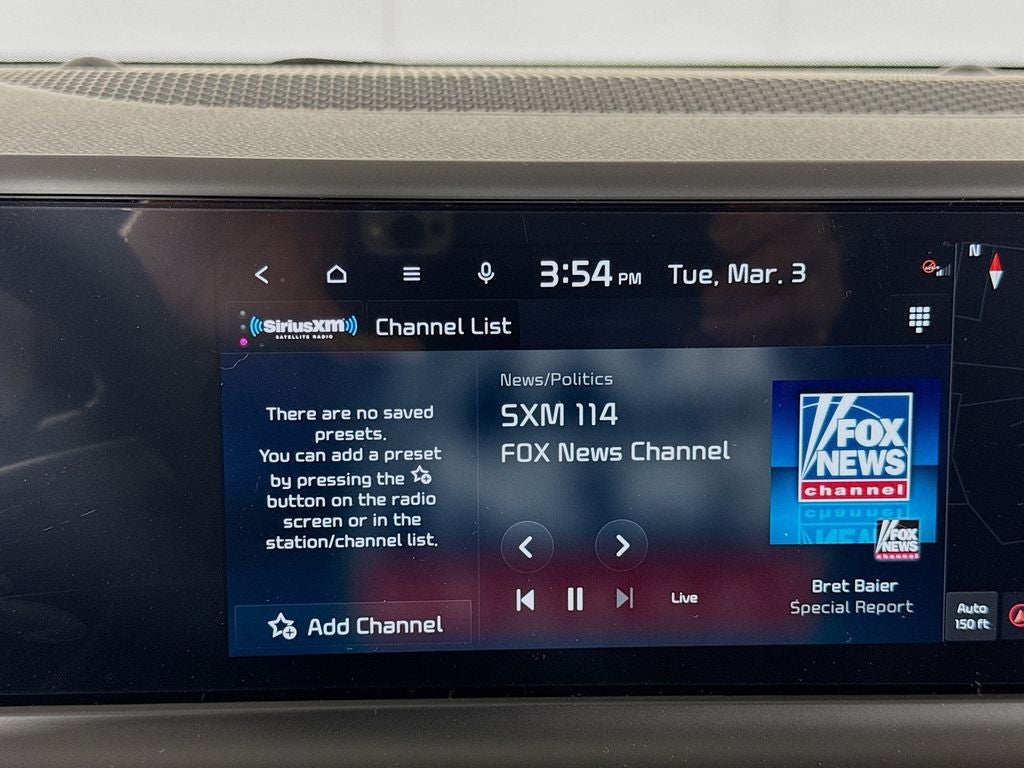 3:54 PM Tue, Mar. 3
SiriusXM
SATELLITE RADIO
Channel List
There are no saved
presets.
You can add a preset
by pressing the
button on the radio
screen or in the
station/channel list.
Add Channel
News/Politics
SXM 114
FOX News Channel
Live
FOX
NEWS
channel
FOX
NEWS
channel
Bret Baier
Special Report
N
Auto
150 ft